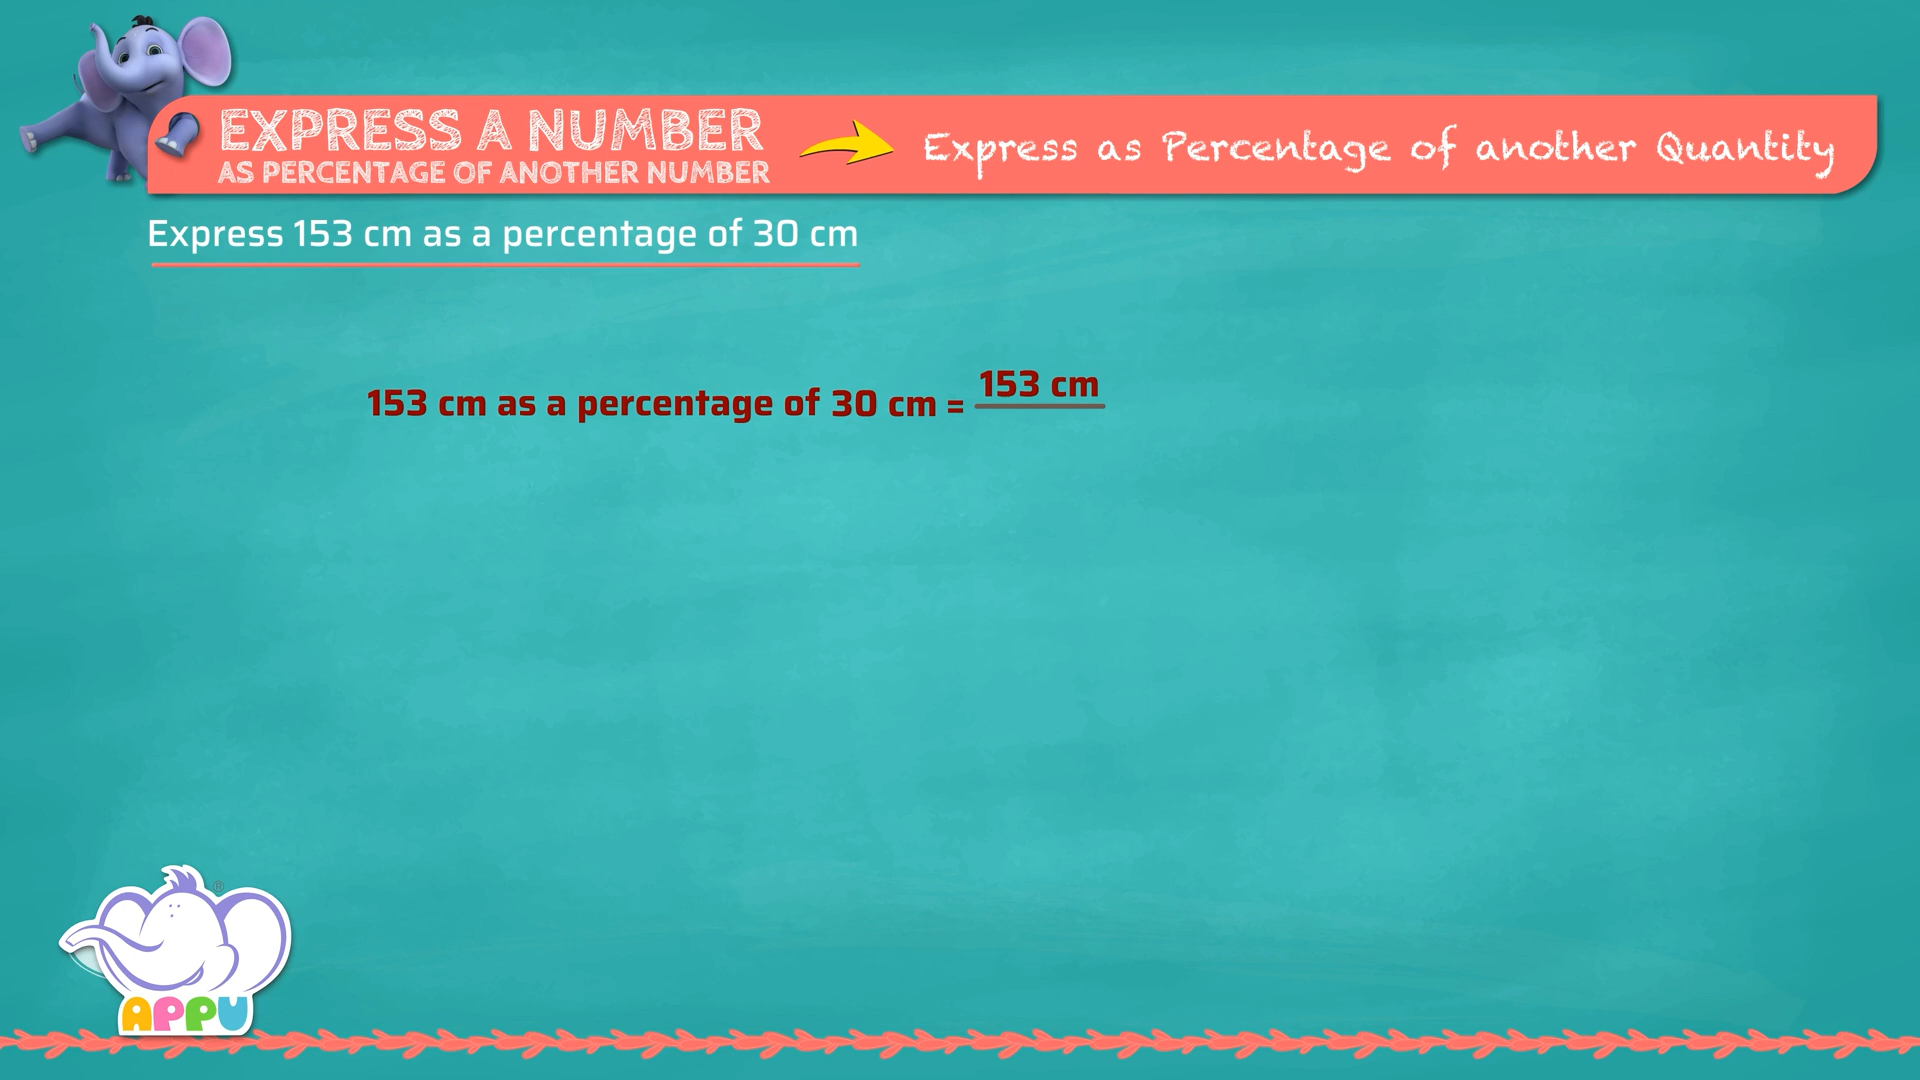 EXPRESS A NUMBER
AS PERCENTAGE OF ANOTHER NUMBER
Express as Percentage of another Quantity
Express 153 cm as a percentage of 30 cm
153 cm as a percentage of 30 cm = 153 cm
APPU
®